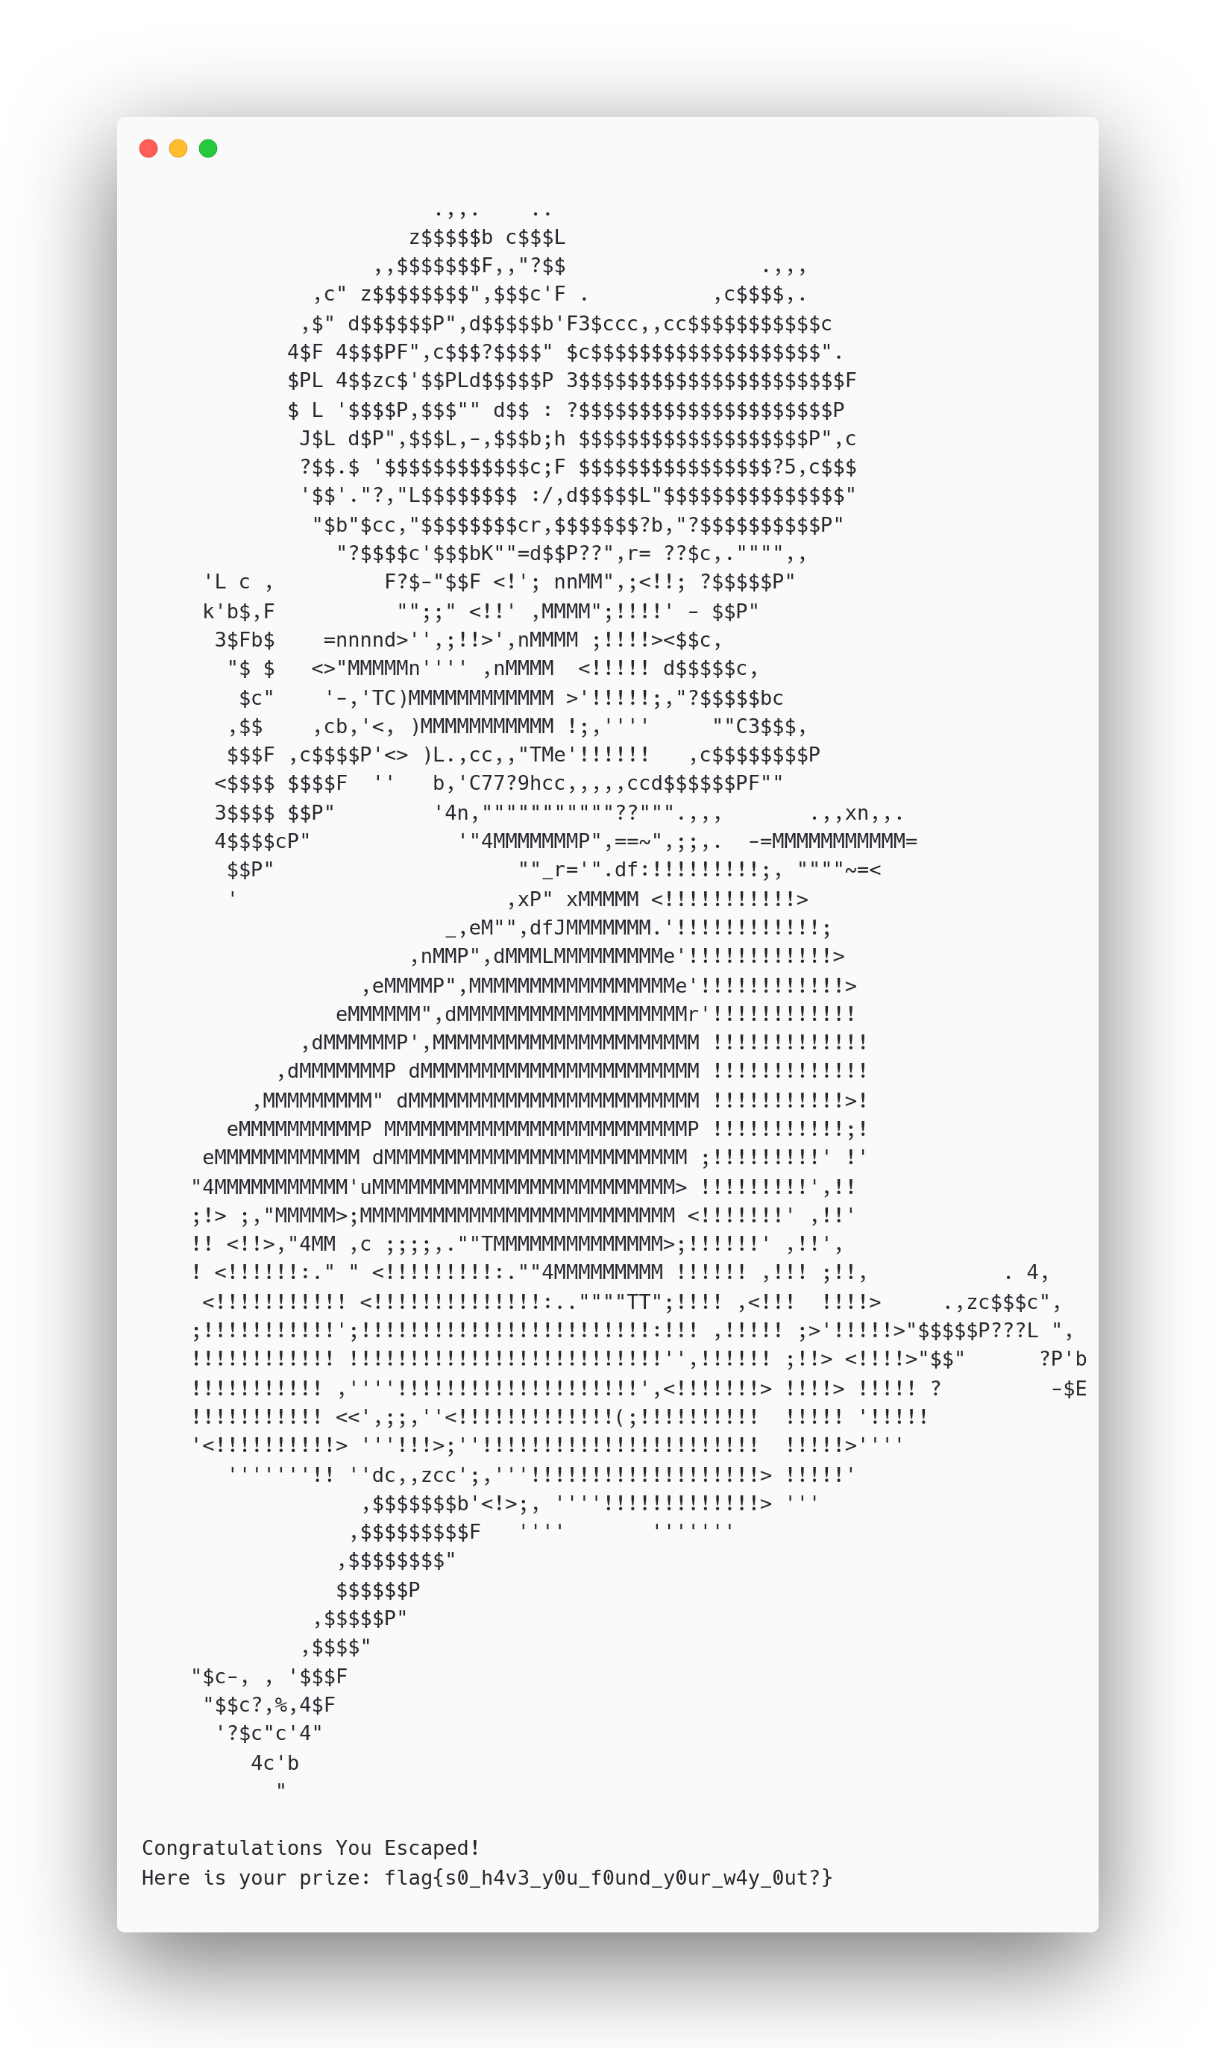 Congratulations You Escaped!
Here is your prize: flag{s0_h4v3_y0u_f0und_y0ur_w4y_0ut?}